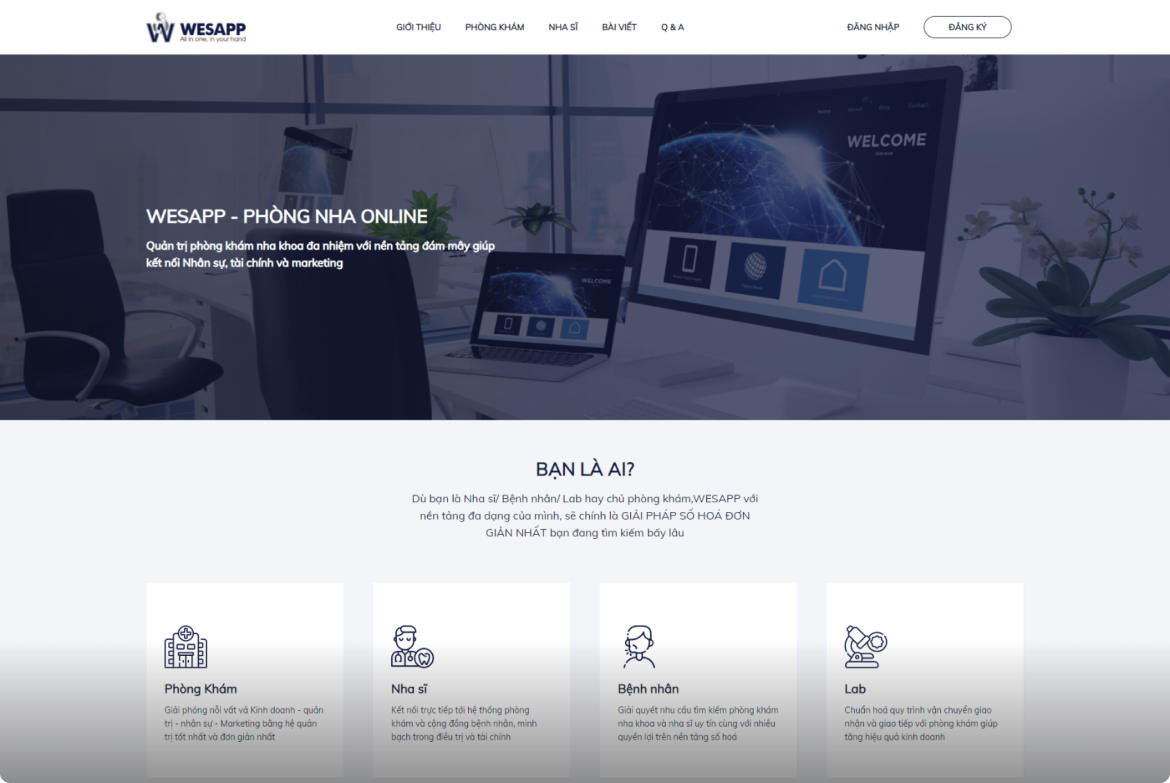 WESAPP
All in one, in your hand
GIỚI THIỆU
PHÒNG KHÁM
NHA SĨ
BÀI VIẾT
Q & A
ĐĂNG NHẬP
ĐĂNG KÝ
WELCOME
WESAPP - PHÒNG NHA ONLINE
Quản trị phòng khám nha khoa đa nhiệm với nền tảng đám mây giúp
kết nối Nhân sự, tài chính và marketing
WELCOME
BẠN LÀ AI?
Dù bạn là Nha sĩ/ Bệnh nhân/ Lab hay chủ phòng khám,WESAPP với
nền tảng đa dạng của mình, sẽ chính là GIẢI PHÁP SỐ HOÁ ĐƠN
GIẢN NHẤT bạn đang tìm kiếm bấy lâu
Phòng Khám
Giải phóng nỗi vất vả Kinh doanh - quản
trị - nhân sự - Marketing bằng hệ quản
trị tốt nhất và đơn giản nhất
Nha sĩ
Kết nối trực tiếp tới hệ thống phòng
khám và cộng đồng bệnh nhân, minh
bạch trong điều trị và tài chính
Bệnh nhân
Giải quyết nhu cầu tìm kiếm phòng khám
nha khoa và nha sĩ uy tín cùng với nhiều
quyền lợi trên nền tảng số hoá
Lab
Chuẩn hoá quy trình vận chuyển giao
nhận và giao tiếp với phòng khám giúp
tăng hiệu quả kinh doanh